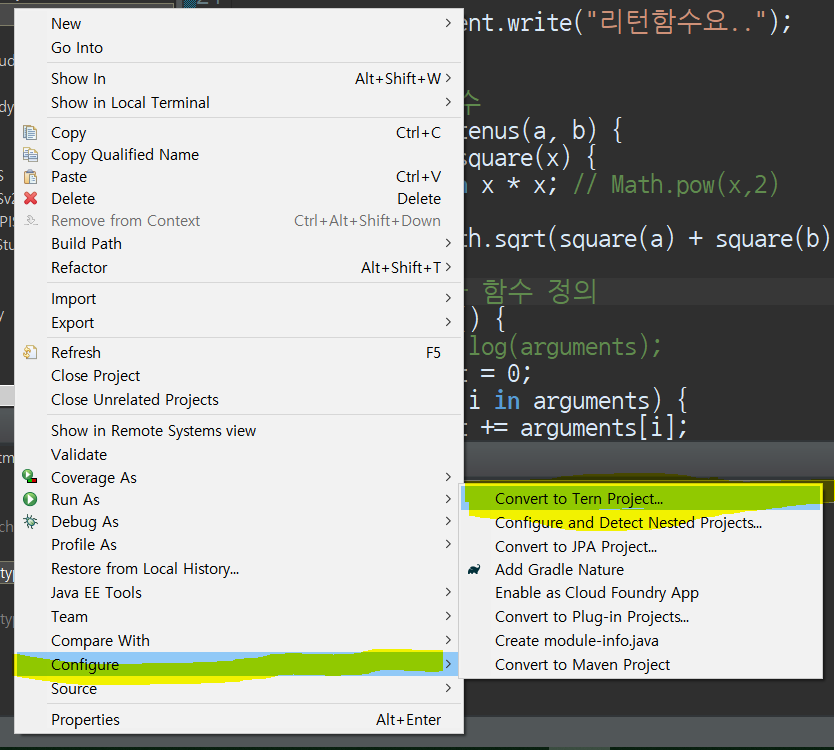 New
Go Into
Show In Alt+Shift+W
Show in Local Terminal
Copy Ctrl+C
Copy Qualified Name
Paste Ctrl+V
Delete Delete
Remove from Context Ctrl+Alt+Shift+Down
Build Path
Refactor Alt+Shift+T
Import
Export
Refresh F5
Close Project
Close Unrelated Projects
Show in Remote Systems view
Validate
Coverage As
Run As
Debug As
Profile As
Restore from Local History...
Java EE Tools
Team
Compare With
Configure
Source
Properties Alt+Enter
Convert to Tern Project...
Configure and Detect Nested Projects...
Convert to JPA Project...
Add Gradle Nature
Enable as Cloud Foundry App
Convert to Plug-in Projects...
Create module-info.java
Convert to Maven Project
ent.write("리턴함수요..");
수
tenus(a, b) {
square(x) {
x * x; // Math.pow(x,2)
th.sqrt(square(a) + square(b)
함수 정의
) {
log(arguments);
= 0;
i in arguments) {
+= arguments[i];